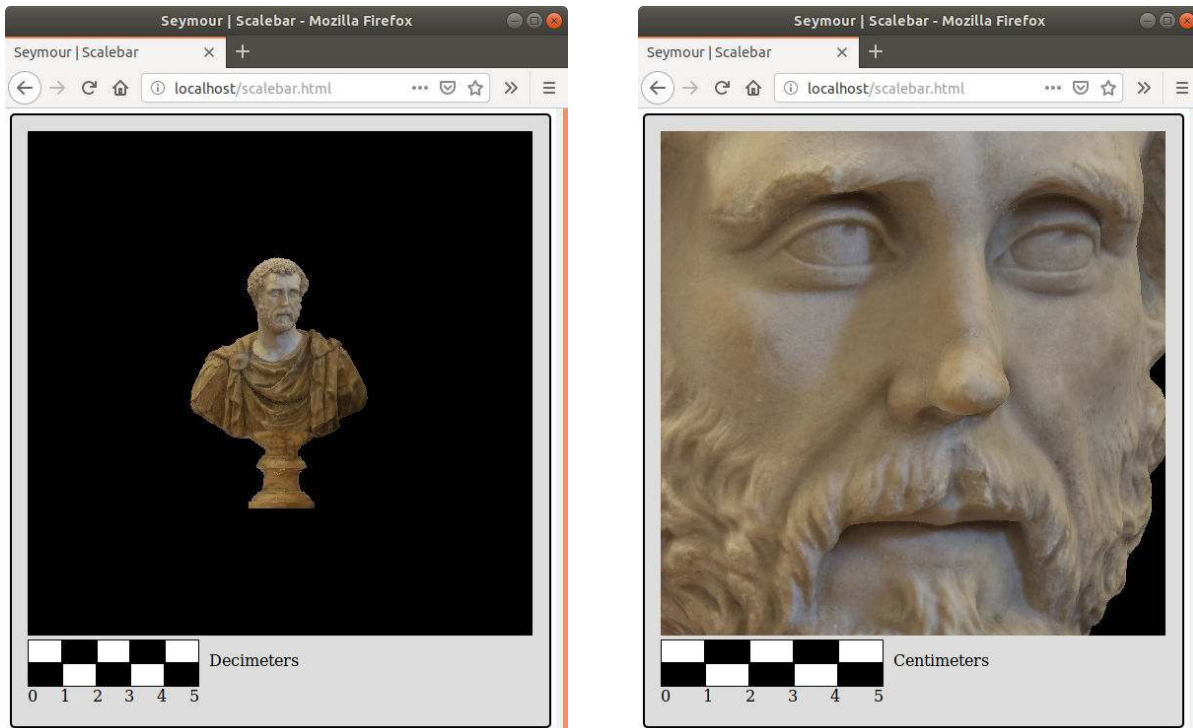 Seymour | Scalebar - Mozilla Firefox
Seymour | Scalebar
localhost/scalebar.html
Decimeters
0 1 2 3 4 5
Seymour | Scalebar - Mozilla Firefox
Seymour | Scalebar
localhost/scalebar.html
Centimeters
0 1 2 3 4 5